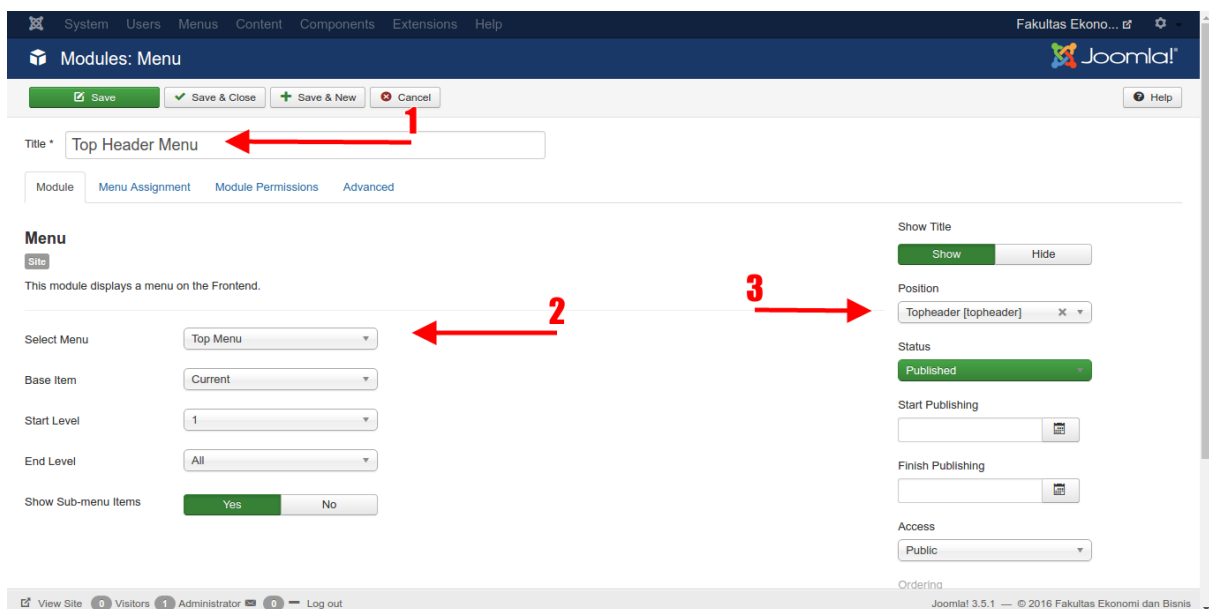 System Users Menus Content Components Extensions Help Fakultas Ekono...
Modules: Menu Joomla!®
Save Save & Close Save & New Cancel Help
1
Title * Top Header Menu
Module Menu Assignment Module Permissions Advanced
Show Title
Menu
Show Hide
Site
This module displays a menu on the Frontend.
Position
3
2
Topheader [topheader]
Select Menu Top Menu
Status
Base Item Current
Published
Start Level 1
Start Publishing
End Level All
Finish Publishing
Show Sub-menu Items Yes No
Access
Public
Ordering
View Site 0 Visitors 1 Administrator 0 Log out Joomla! 3.5.1 — © 2016 Fakultas Ekonomi dan Bisnis